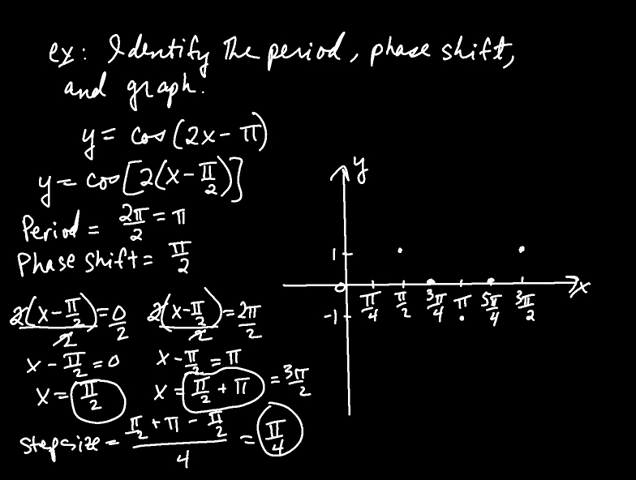 ex: Identify the period, phase shift,
and graph.
y = cos(2x - π)
y = cos[2(x - π/2)]
Period = 2π/2 = π
Phase shift = π/2
2(x - π/2)/2 = 0/2
x - π/2 = 0
x = π/2
2(x - π/2)/2 = 2π/2
x - π/2 = π
x = π/2 + π = 3π/2
stepsize = (π/2 + π - π/2)/4 = π/4
y
1
0
-1
π/4 π/2 3π/4 π 5π/4 3π/2
x